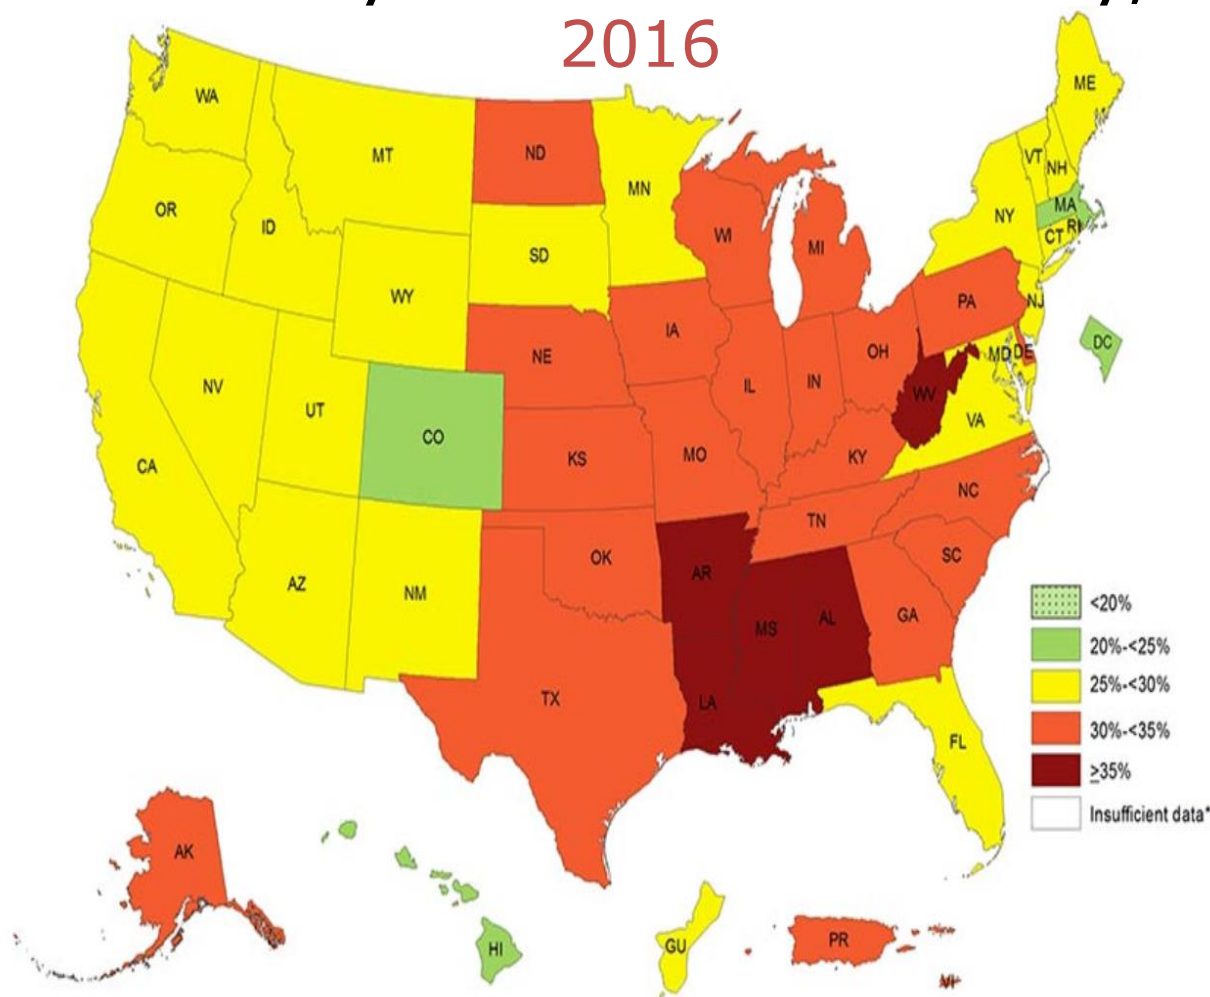 2016
WA
MT
ND
MN
ME
VT
NH
OR
ID
SD
WI
MI
NY
MA
RI
CT
WY
IA
PA
NJ
NE
OH
MD
DE
DC
NV
UT
CO
IL
IN
WV
VA
CA
KS
MO
KY
NC
TN
AZ
NM
OK
AR
SC
MS
AL
GA
TX
LA
FL
AK
HI
GU
PR
VI
<20%
20%-<25%
25%-<30%
30%-<35%
≥35%
Insufficient data*